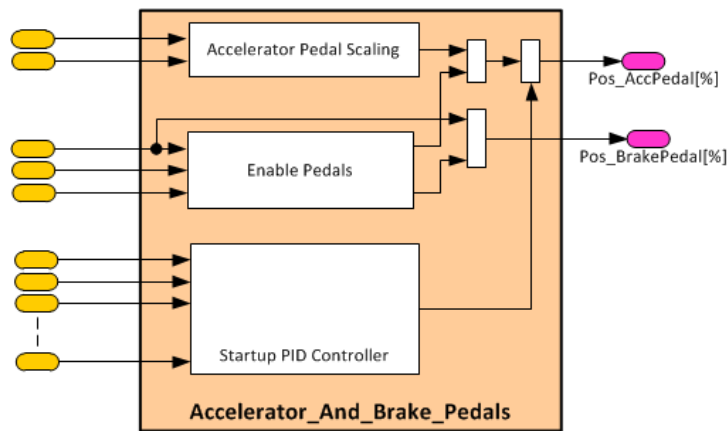 Accelerator Pedal Scaling
Pos_AccPedal[%]
Enable Pedals
Pos_BrakePedal[%]
Startup PID Controller
Accelerator_And_Brake_Pedals